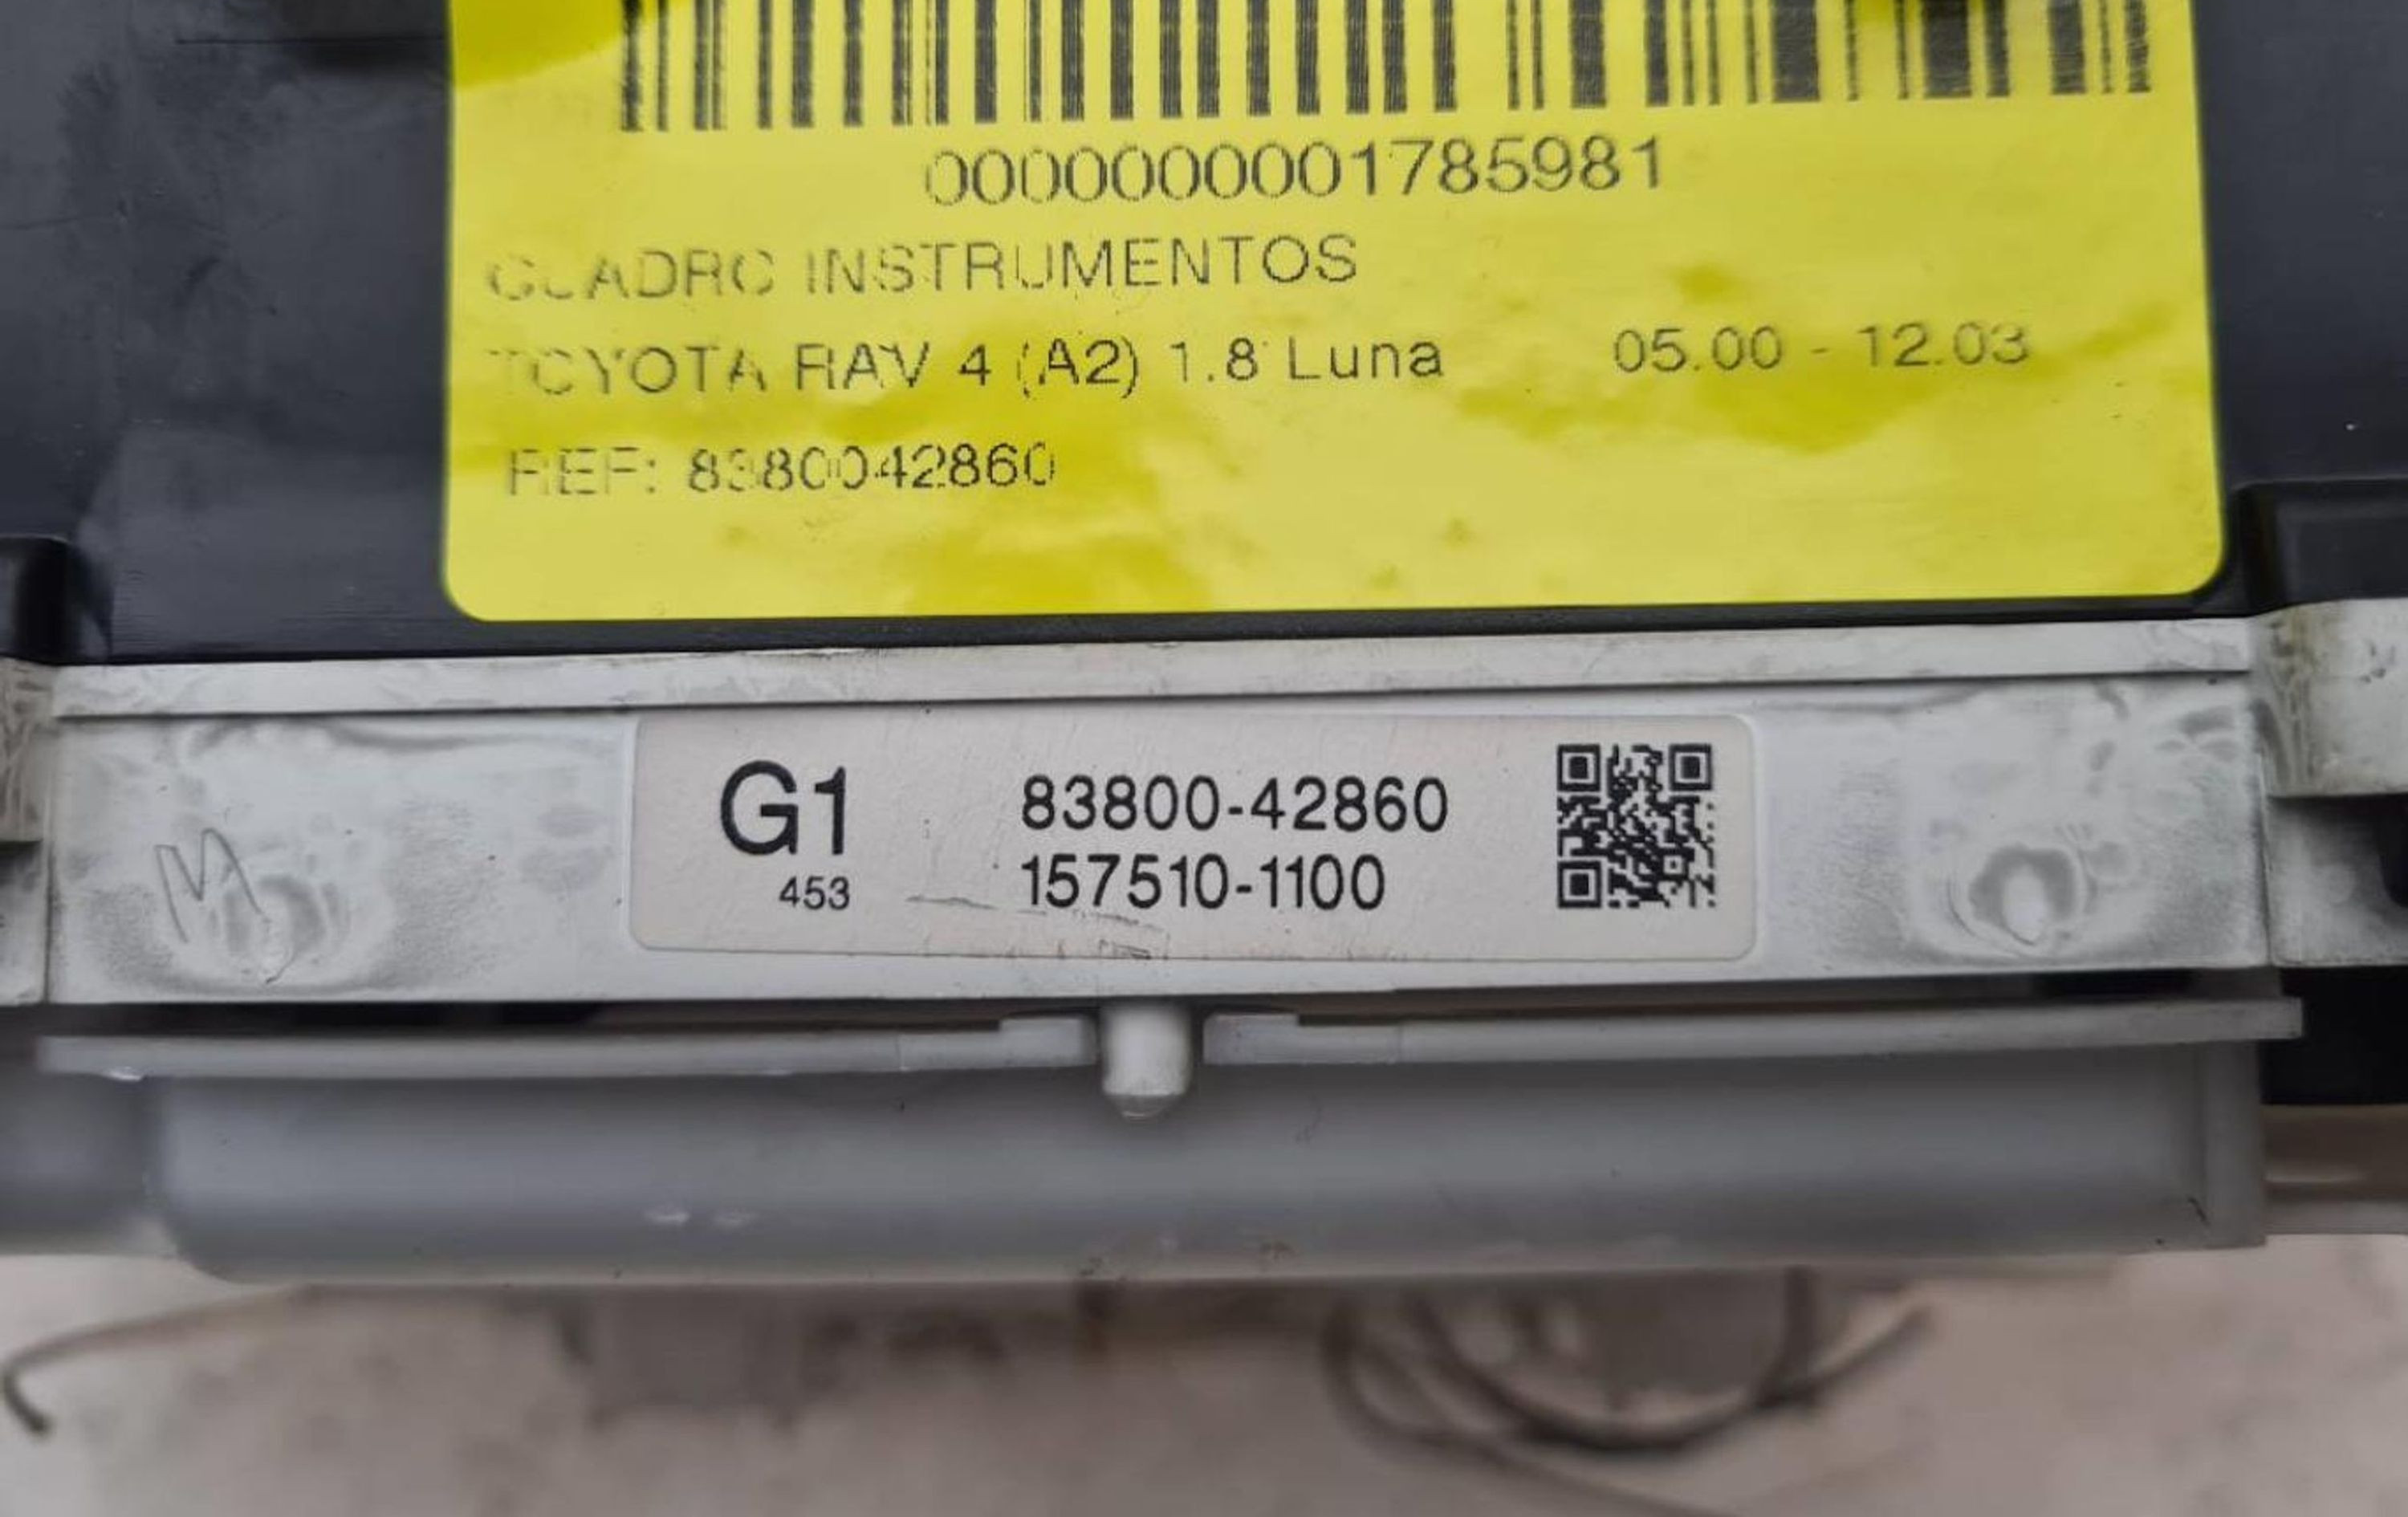 0000000001785981
CUADRO INSTRUMENTOS
TOYOTA RAV 4 (A2) 1.8 Luna 05.00 - 12.03
REF: 8380042860
G1 83800-42860
453 157510-1100
M